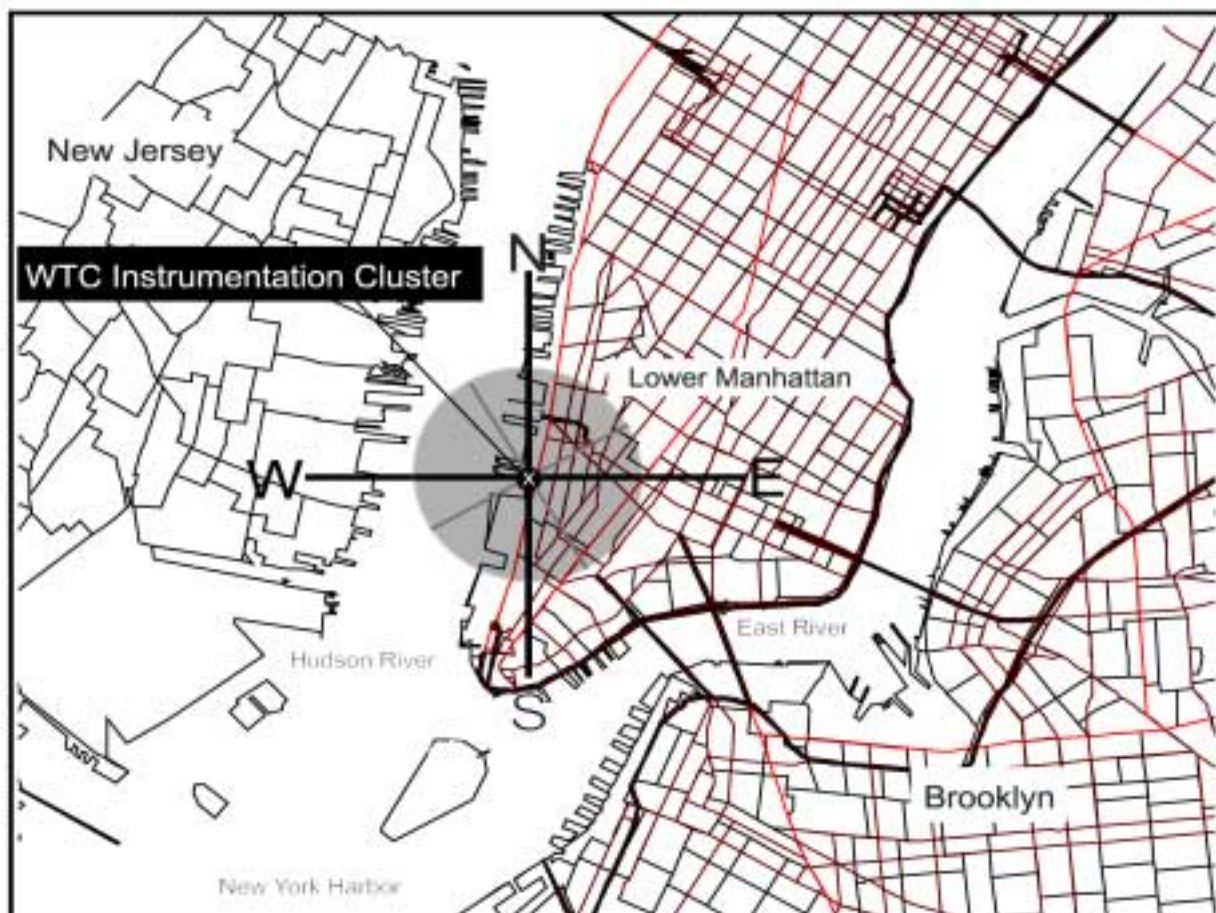 New Jersey
WTC Instrumentation Cluster
N
Lower Manhattan
W
X
E
East River
Hudson River
S
Brooklyn
New York Harbor